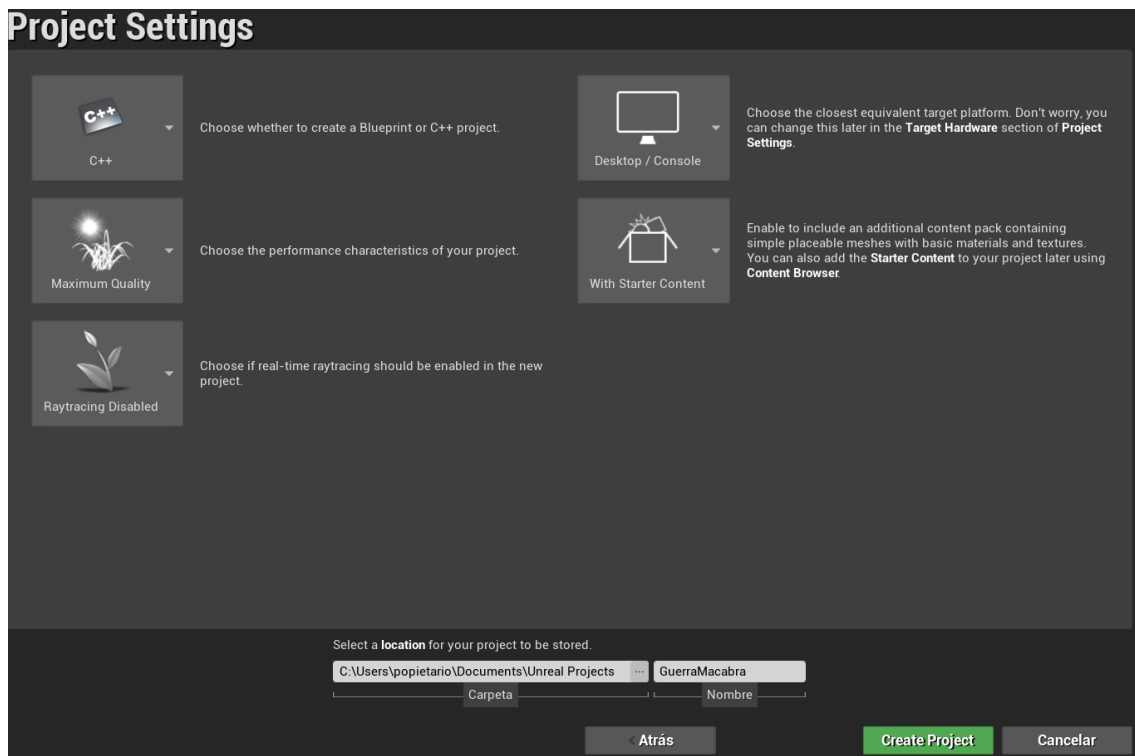 Project Settings
C++
C++
Choose whether to create a Blueprint or C++ project.
Maximum Quality
Choose the performance characteristics of your project.
Raytracing Disabled
Choose if real-time raytracing should be enabled in the new
project.
Desktop / Console
Choose the closest equivalent target platform. Don't worry, you
can change this later in the Target Hardware section of Project
Settings.
With Starter Content
Enable to include an additional content pack containing
simple placeable meshes with basic materials and textures.
You can also add the Starter Content to your project later using
Content Browser.
Select a location for your project to be stored.
C:\Users\popietario\Documents\Unreal Projects ... GuerraMacabra
Carpeta Nombre
< Atrás Create Project Cancelar